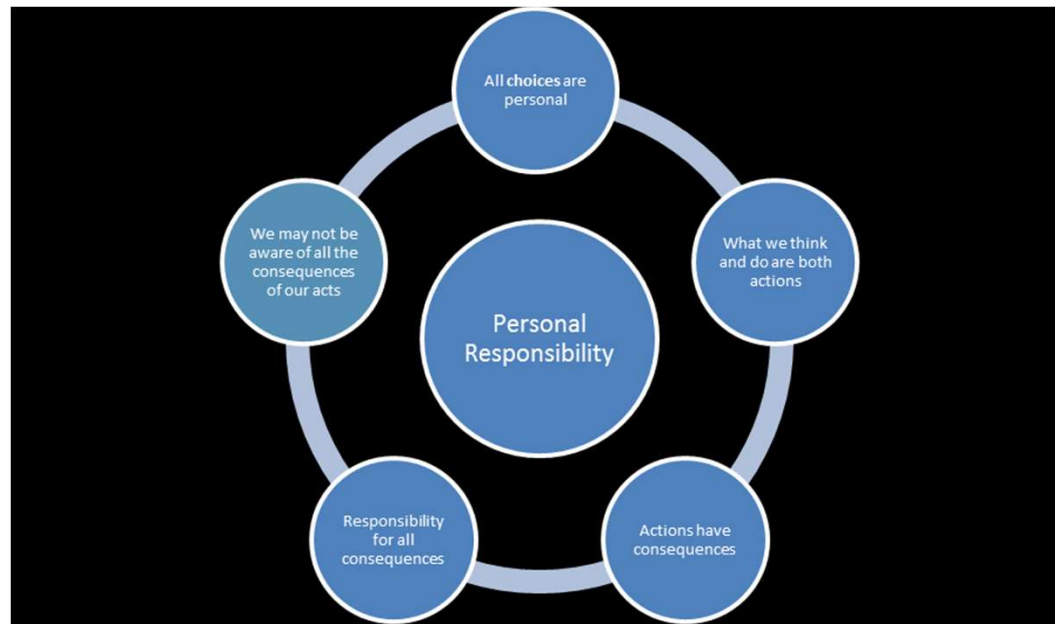 All choices are
personal
What we think
and do are both
actions
Actions have
consequences
Responsibility
for all
consequences
We may not be
aware of all the
consequences
of our acts
Personal
Responsibility